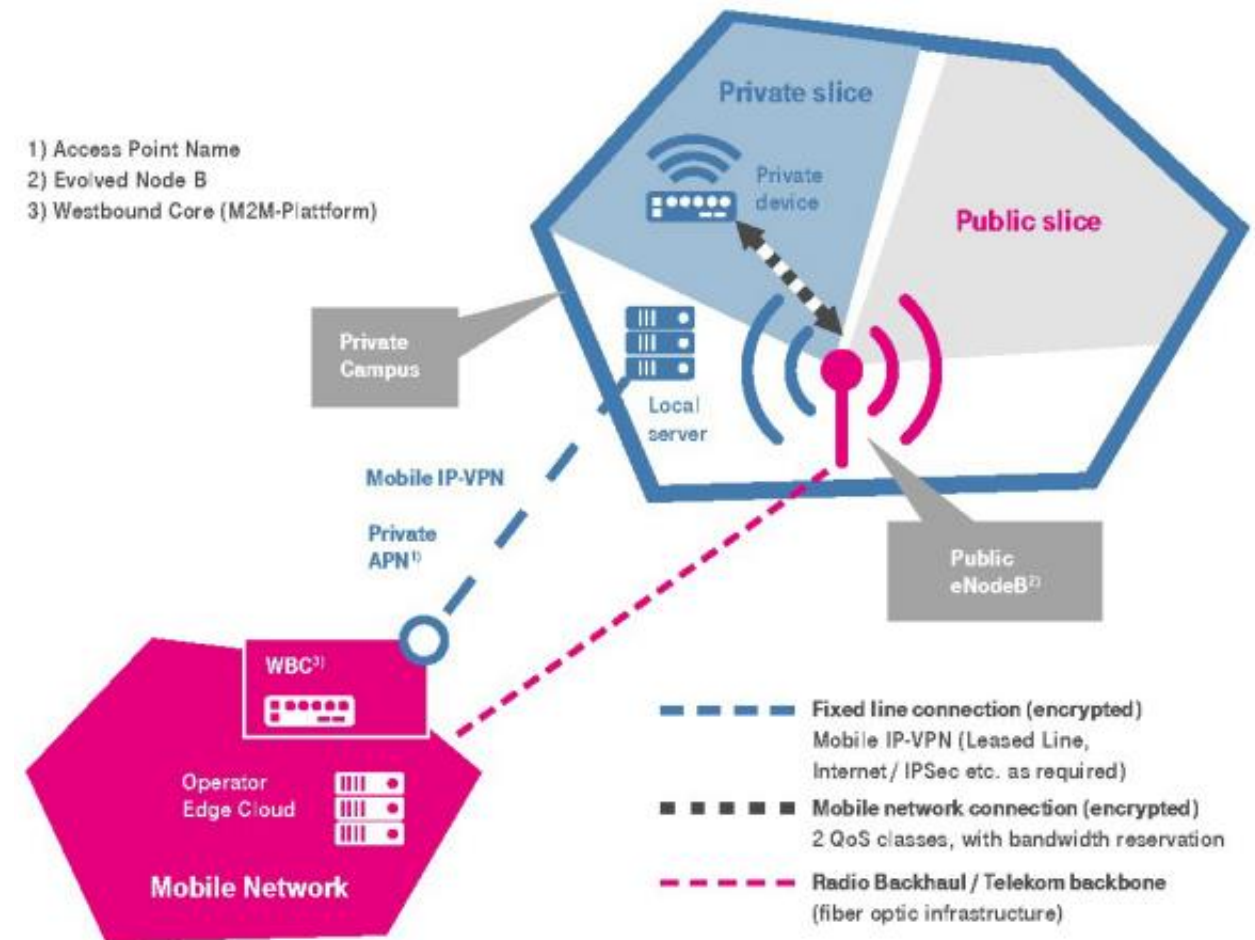 1) Access Point Name
2) Evolved Node B
3) Westbound Core (M2M-Plattform)
Private slice
Private
device
Public slice
Private
Campus
Local
server
Mobile IP-VPN
Private
APN¹⁾
Public
eNodeB²⁾
WBC³⁾
Operator
Edge Cloud
Mobile Network
Fixed line connection (encrypted)
Mobile IP-VPN (Leased Line,
Internet / IPSec etc. as required)
Mobile network connection (encrypted)
2 QoS classes, with bandwidth reservation
Radio Backhaul / Telekom backbone
(fiber optic infrastructure)